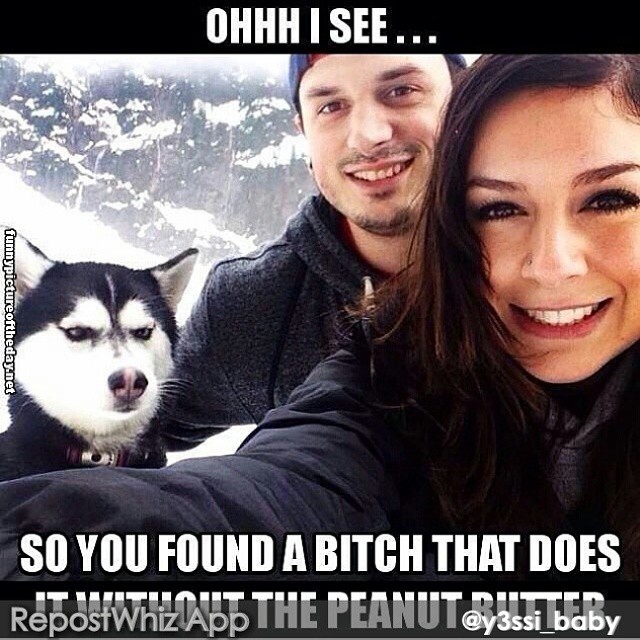 OHHH I SEE . . .
funnypictureoftheday.net
SO YOU FOUND A BITCH THAT DOES
IT WITHOUT THE PEANUT BUTTER
RepostWhiz App
@y3ssi_baby